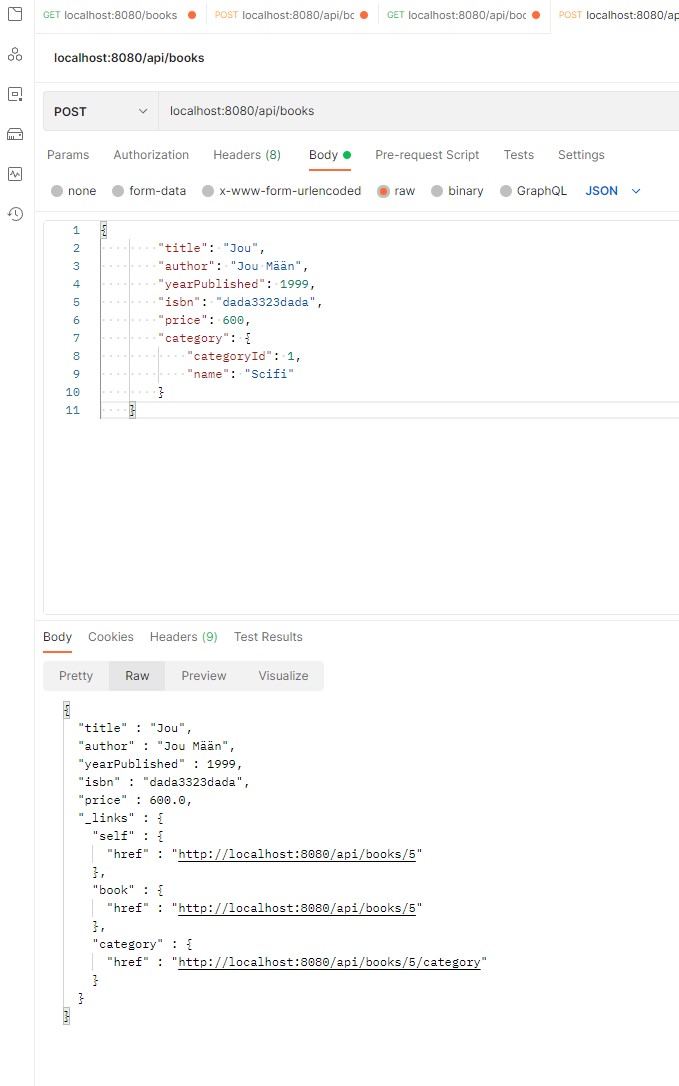 GET localhost:8080/books POST localhost:8080/api/bc GET localhost:8080/api/boc POST localhost:8080/ap
localhost:8080/api/books
POST localhost:8080/api/books
Params Authorization Headers (8) Body Pre-request Script Tests Settings
none form-data x-www-form-urlencoded raw binary GraphQL JSON
1 {
2 "title": "Jou",
3 "author": "Jou Mään",
4 "yearPublished": 1999,
5 "isbn": "dada3323dada",
6 "price": 600,
7 "category": {
8 "categoryId": 1,
9 "name": "Scifi"
10 }
11 }
Body Cookies Headers (9) Test Results
Pretty Raw Preview Visualize
{
"title" : "Jou",
"author" : "Jou Mään",
"yearPublished" : 1999,
"isbn" : "dada3323dada",
"price" : 600.0,
"_links" : {
"self" : {
"href" : "http://localhost:8080/api/books/5"
},
"book" : {
"href" : "http://localhost:8080/api/books/5"
},
"category" : {
"href" : "http://localhost:8080/api/books/5/category"
}
}
}